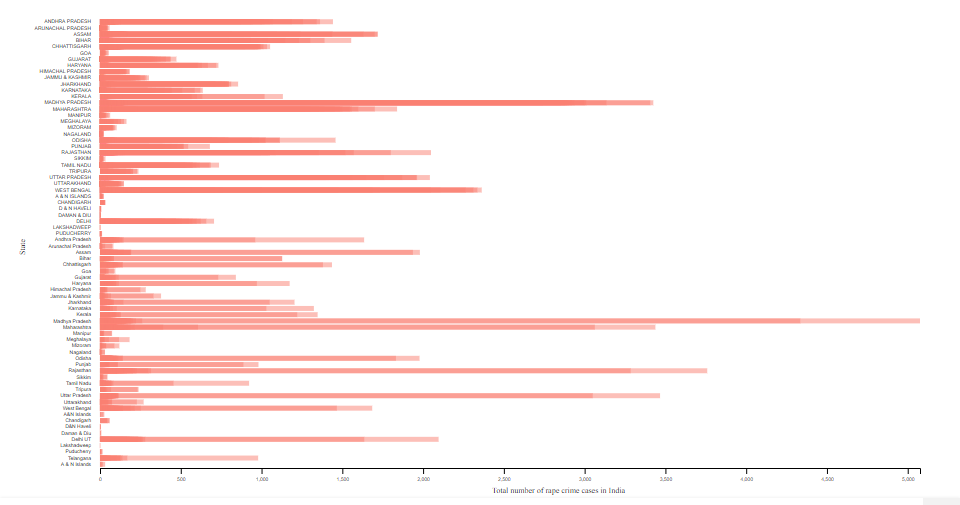 ANDHRA PRADESH
ARUNACHAL PRADESH
ASSAM
BIHAR
CHHATTISGARH
GOA
GUJARAT
HARYANA
HIMACHAL PRADESH
JAMMU & KASHMIR
JHARKHAND
KARNATAKA
KERALA
MADHYA PRADESH
MAHARASHTRA
MANIPUR
MEGHALAYA
MIZORAM
NAGALAND
ODISHA
PUNJAB
RAJASTHAN
SIKKIM
TAMIL NADU
TRIPURA
UTTAR PRADESH
UTTARAKHAND
WEST BENGAL
A & N ISLANDS
CHANDIGARH
D & N HAVELI
DAMAN & DIU
DELHI
LAKSHADWEEP
PUDUCHERRY
Andhra Pradesh
Arunachal Pradesh
Assam
Bihar
Chhattisgarh
Goa
Gujarat
Haryana
Himachal Pradesh
Jammu & Kashmir
Jharkhand
Karnataka
Kerala
Madhya Pradesh
Maharashtra
Manipur
Meghalaya
Mizoram
Nagaland
Odisha
Punjab
Rajasthan
Sikkim
Tamil Nadu
Tripura
Uttar Pradesh
Uttarakhand
West Bengal
A&N Islands
Chandigarh
D&N Haveli
Daman & Diu
Delhi UT
Lakshadweep
Puducherry
Telangana
A & N Islands
State
0 500 1,000 1,500 2,000 2,500 3,000 3,500 4,000 4,500 5,000
Total number of rape crime cases in India